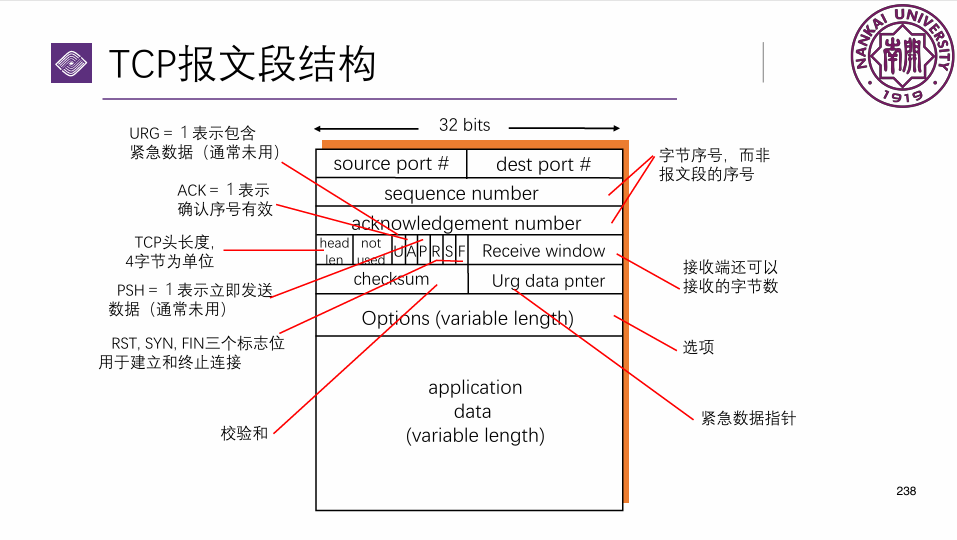 TCP报文段结构
NANKAI UNIVERSITY
南開
1919
32 bits
URG＝1表示包含
紧急数据（通常未用）
ACK＝1表示
确认序号有效
TCP头长度，
4字节为单位
PSH＝1表示立即发送
数据（通常未用）
RST, SYN, FIN三个标志位
用于建立和终止连接
校验和
source port #
dest port #
sequence number
acknowledgement number
head
len
not
used
U A P R S F
Receive window
checksum
Urg data pnter
Options (variable length)
application
data
(variable length)
字节序号，而非
报文段的序号
接收端还可以
接收的字节数
选项
紧急数据指针
238